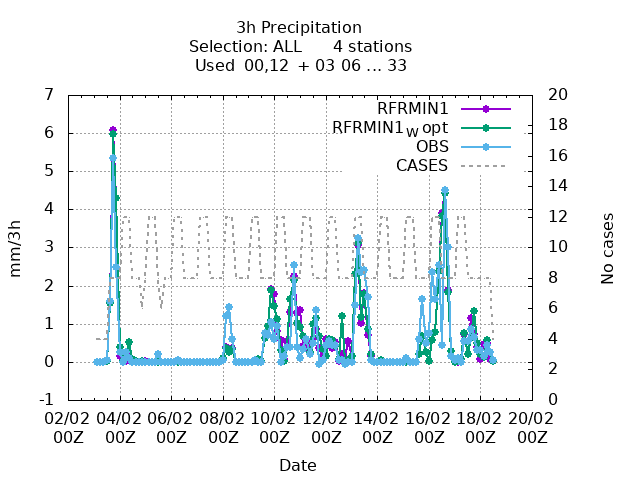 3h Precipitation
Selection: ALL 4 stations
Used 00,12 + 03 06 ... 33
RFRMIN1
RFRMIN1w opt
OBS
CASES
mm/3h
7
6
5
4
3
2
1
0
-1
No cases
20
18
16
14
12
10
8
6
4
2
0
02/02 04/02 06/02 08/02 10/02 12/02 14/02 16/02 18/02 20/02
00Z 00Z 00Z 00Z 00Z 00Z 00Z 00Z 00Z 00Z
Date